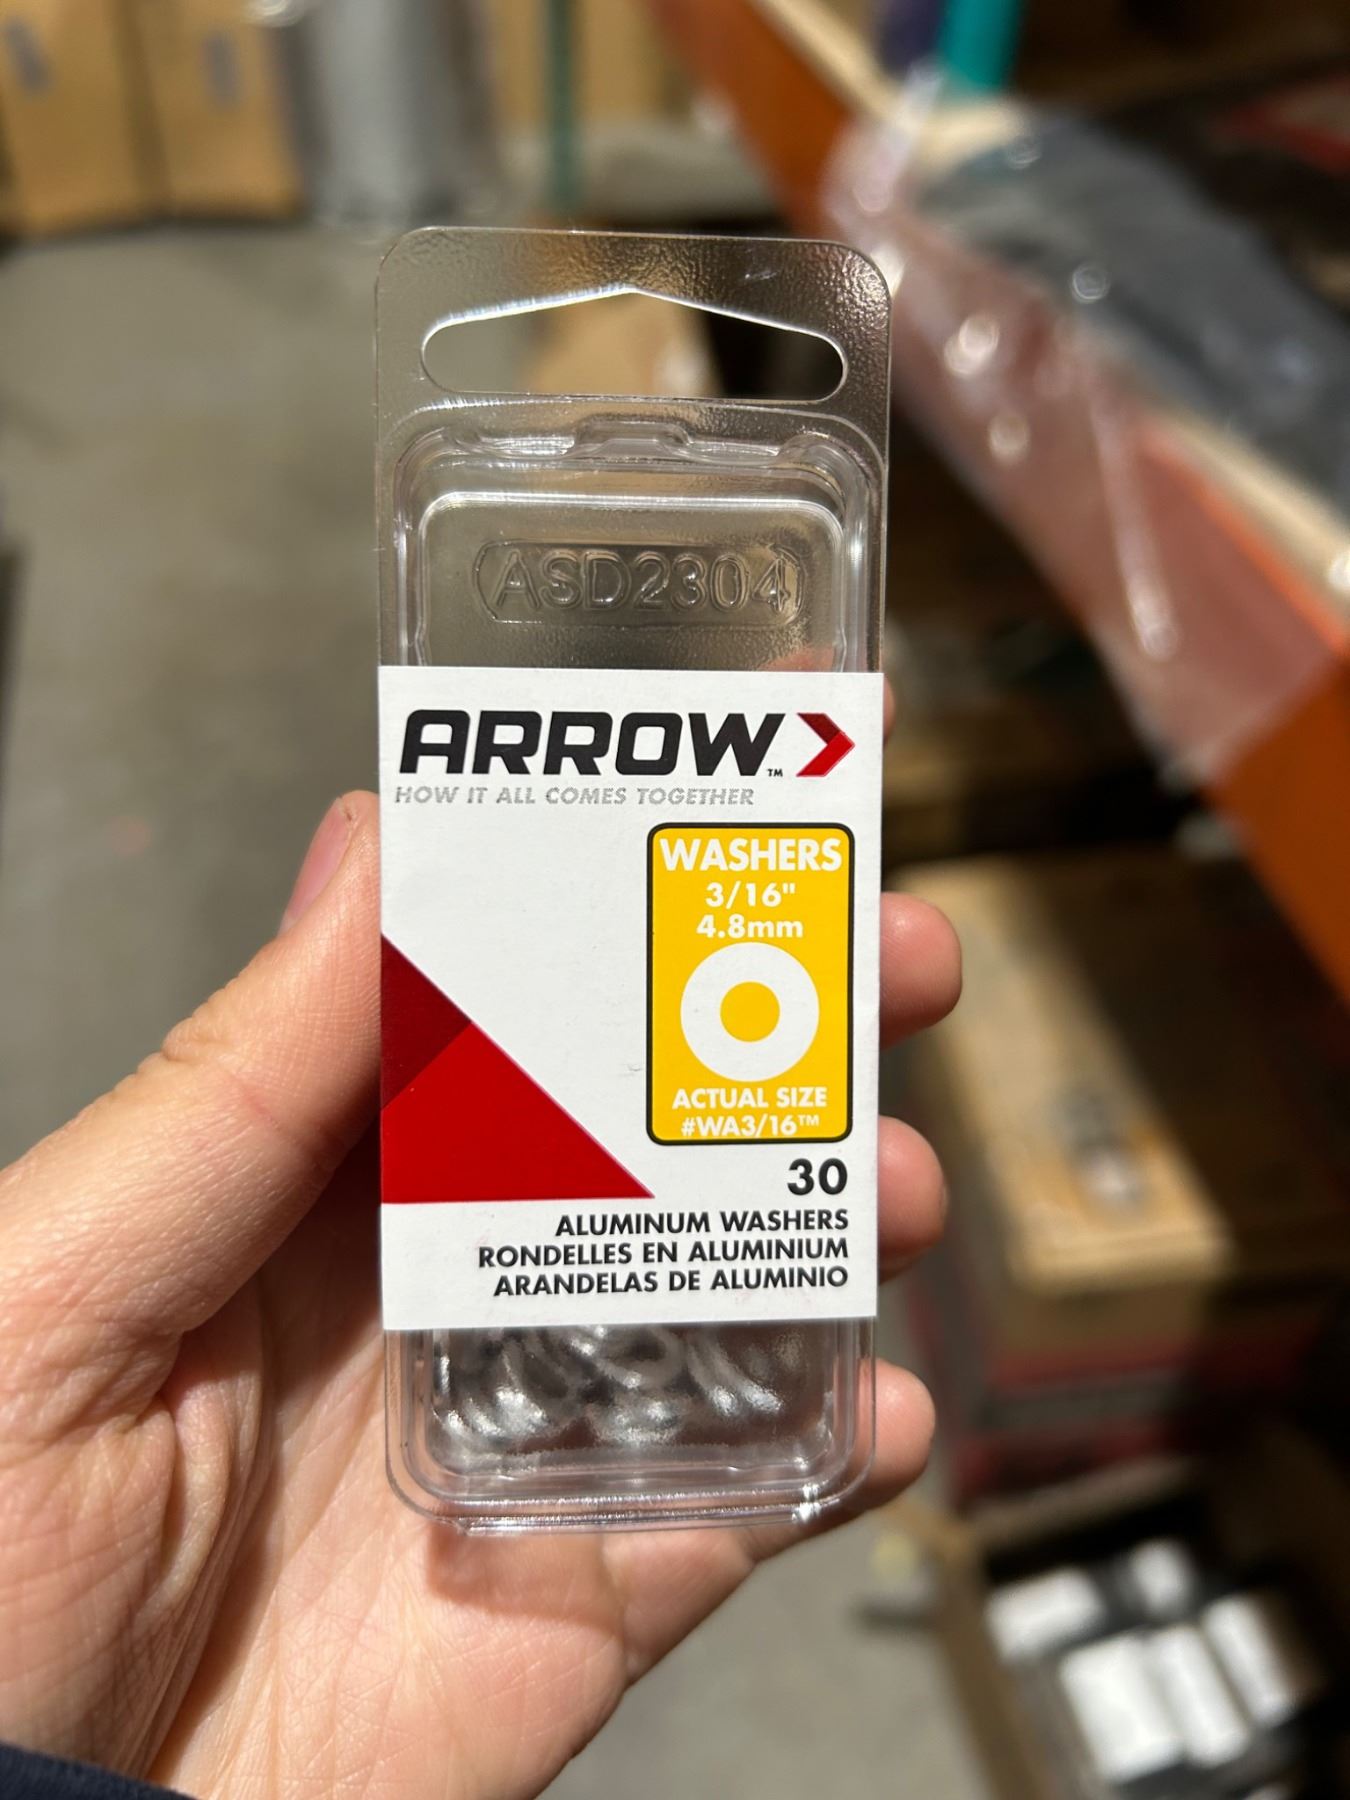 ASD2304
ARROW™
HOW IT ALL COMES TOGETHER
WASHERS
3/16"
4.8mm
ACTUAL SIZE
#WA3/16™
30
ALUMINUM WASHERS
RONDELLES EN ALUMINIUM
ARANDELAS DE ALUMINIO